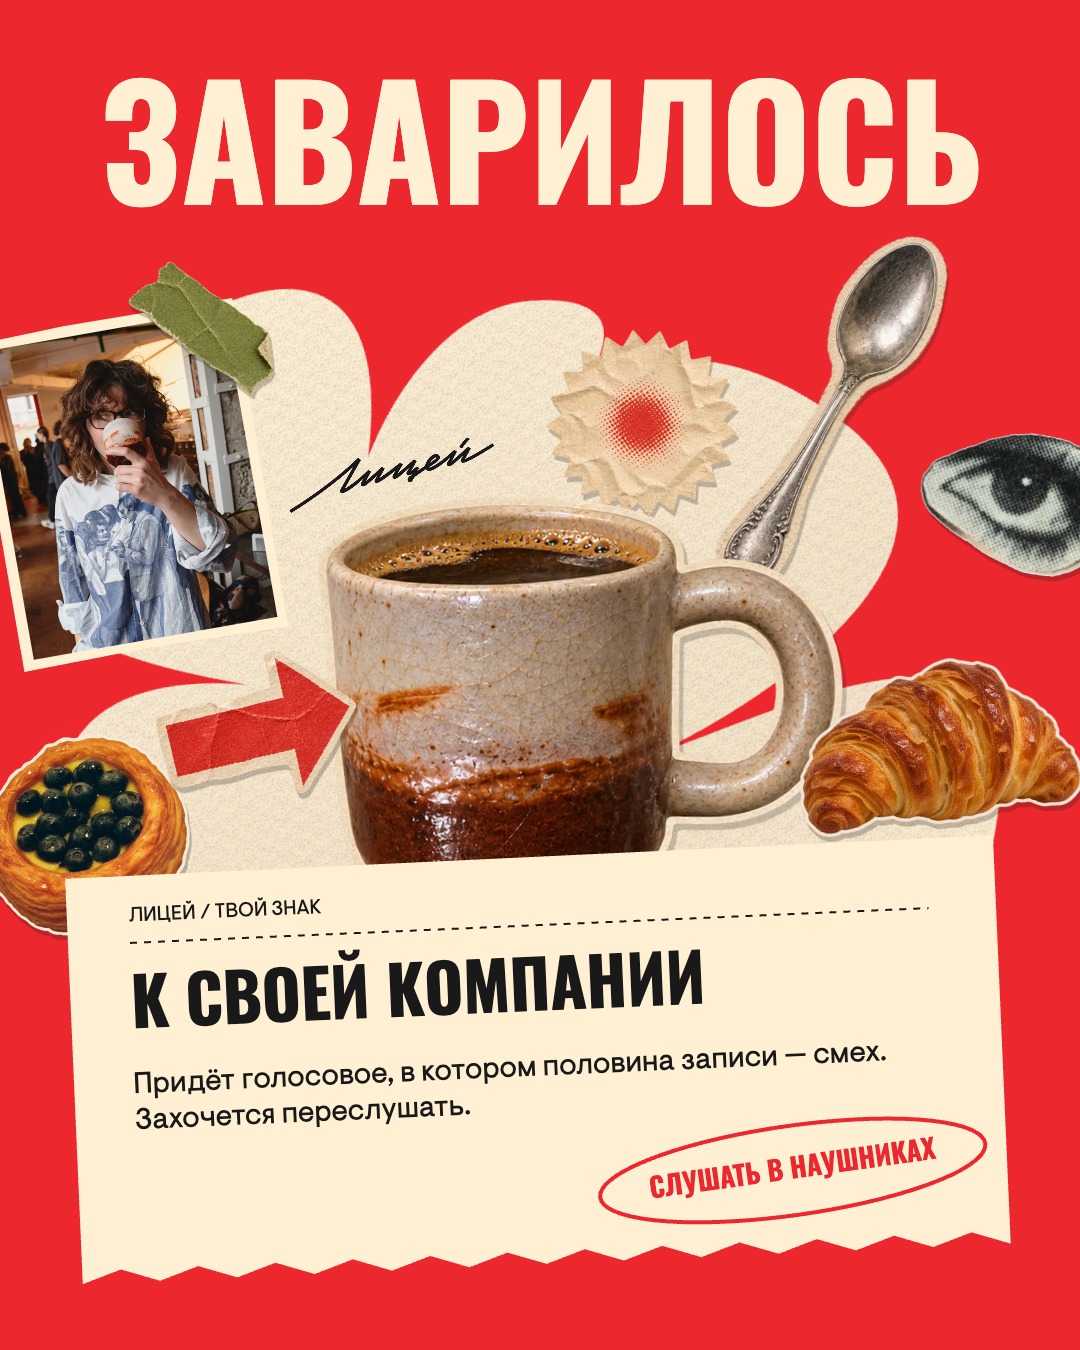 ЗАВАРИЛОСЬ
Лицей
ЛИЦЕЙ / ТВОЙ ЗНАК
К СВОЕЙ КОМПАНИИ
Придёт голосовое, в котором половина записи — смех.
Захочется переслушать.
СЛУШАТЬ В НАУШНИКАХ